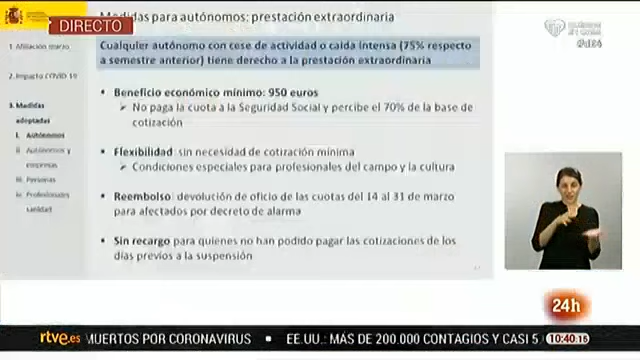 Medidas para autónomos: prestación extraordinaria
DIRECTO
Cualquier autónomo con cese de actividad o caída intensa (75% respecto
a semestre anterior) tiene derecho a la prestación extraordinaria
1. Afiliación marzo
2. Impacto COVID-19
3. Medidas
adoptadas
i. Autónomos
ii. Autónomos y
empresas
iii. Personas
iv. Profesionales
sanidad
• Beneficio económico mínimo: 950 euros
➢ No paga la cuota a la Seguridad Social y percibe el 70% de la base de
cotización
• Flexibilidad: sin necesidad de cotización mínima
➢ Condiciones especiales para profesionales del campo y la cultura
• Reembolso: devolución de oficio de las cuotas del 14 al 31 de marzo
para afectados por decreto de alarma
• Sin recargo para quienes no han podido pagar las cotizaciones de los
días previos a la suspensión
24h
rtve.es
MUERTOS POR CORONAVIRUS • EE.UU.: MÁS DE 200.000 CONTAGIOS Y CASI 5
10:40:16